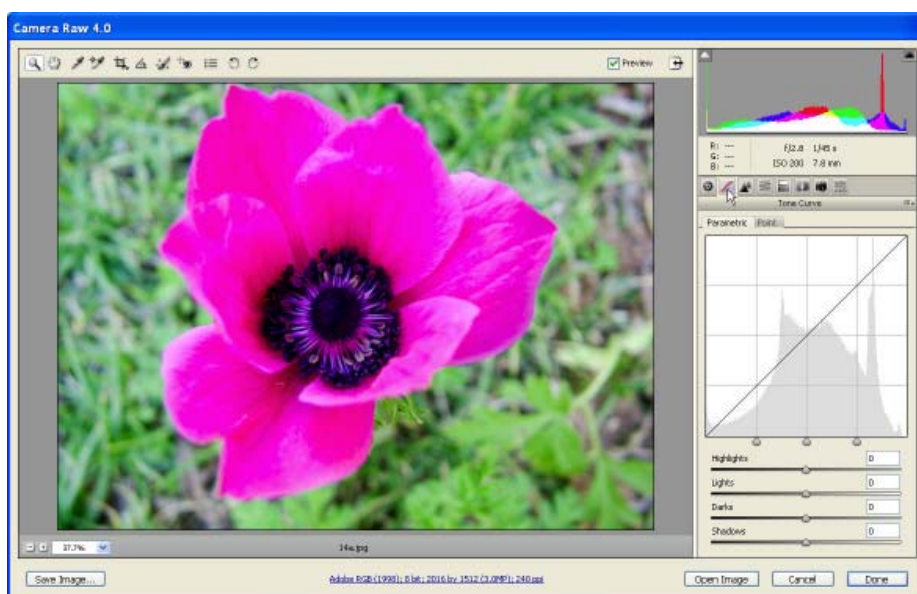 Camera Raw 4.0
Preview
R: ---
G: ---
B: ---
f/2.8 1/45 s
ISO 200 7.8 mm
Tone Curve
Parametric Point
Highlights 0
Lights 0
Darks 0
Shadows 0
37.7%
14a.jpg
Save Image...
Adobe RGB (1998); 8 bit; 2016 by 1512 (3.0MP); 240 ppi
Open Image
Cancel
Done